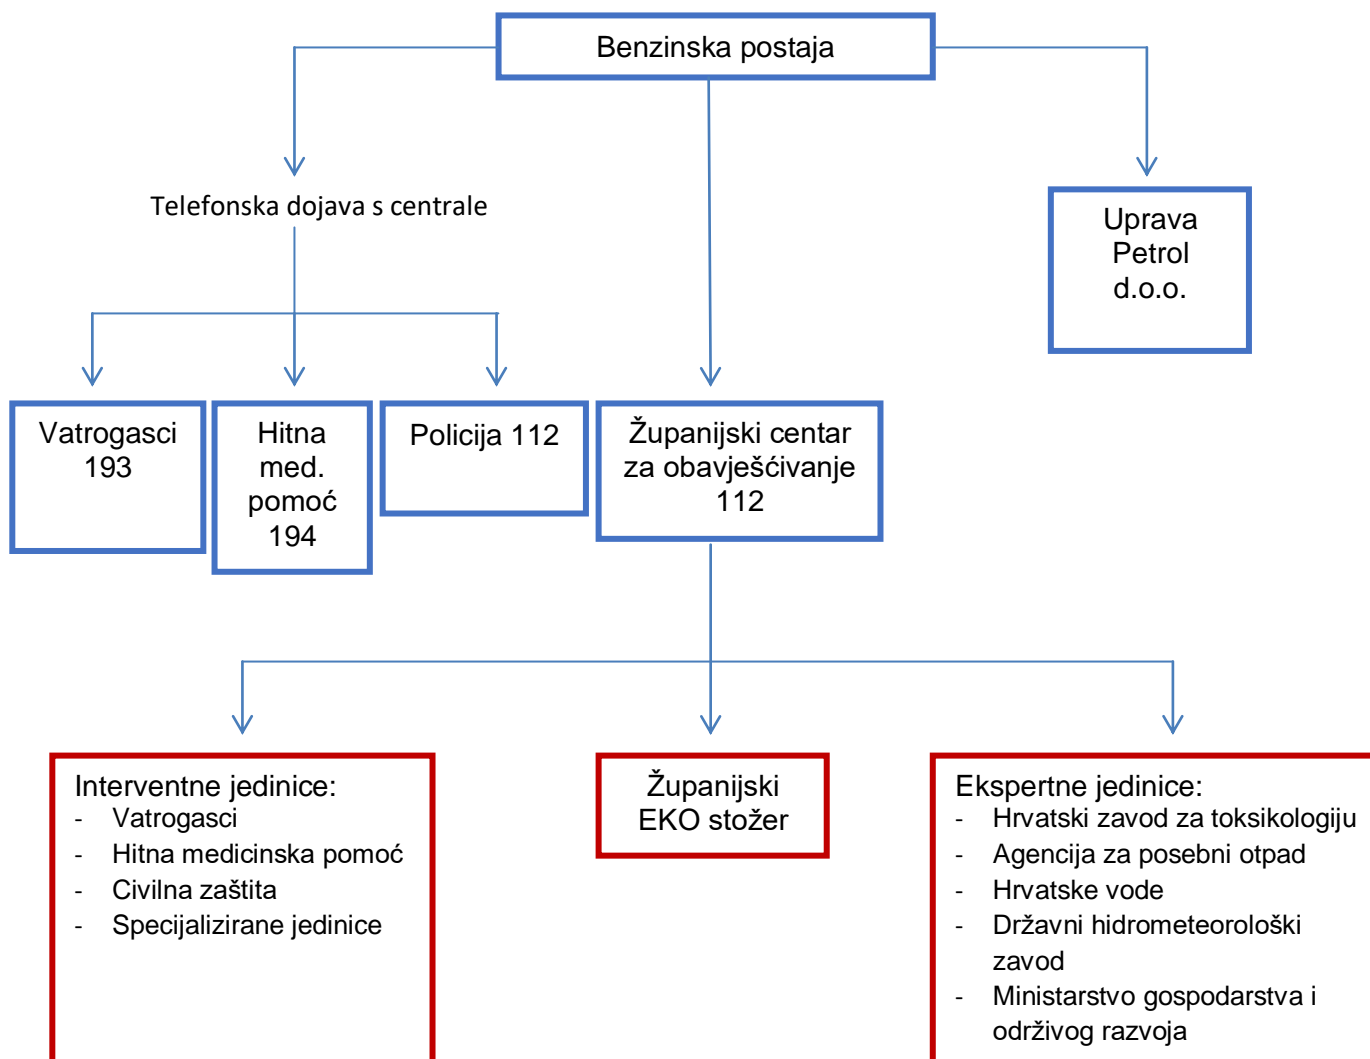 Benzinska postaja
Telefonska dojava s centrale
Uprava
Petrol
d.o.o.
Vatrogasci
193
Hitna
med.
pomoć
194
Policija 112
Županijski centar
za obavješćivanje
112
Interventne jedinice:
- Vatrogasci
- Hitna medicinska pomoć
- Civilna zaštita
- Specijalizirane jedinice
Županijski
EKO stožer
Ekspertne jedinice:
- Hrvatski zavod za toksikologiju
- Agencija za posebni otpad
- Hrvatske vode
- Državni hidrometeorološki
zavod
- Ministarstvo gospodarstva i
održivog razvoja